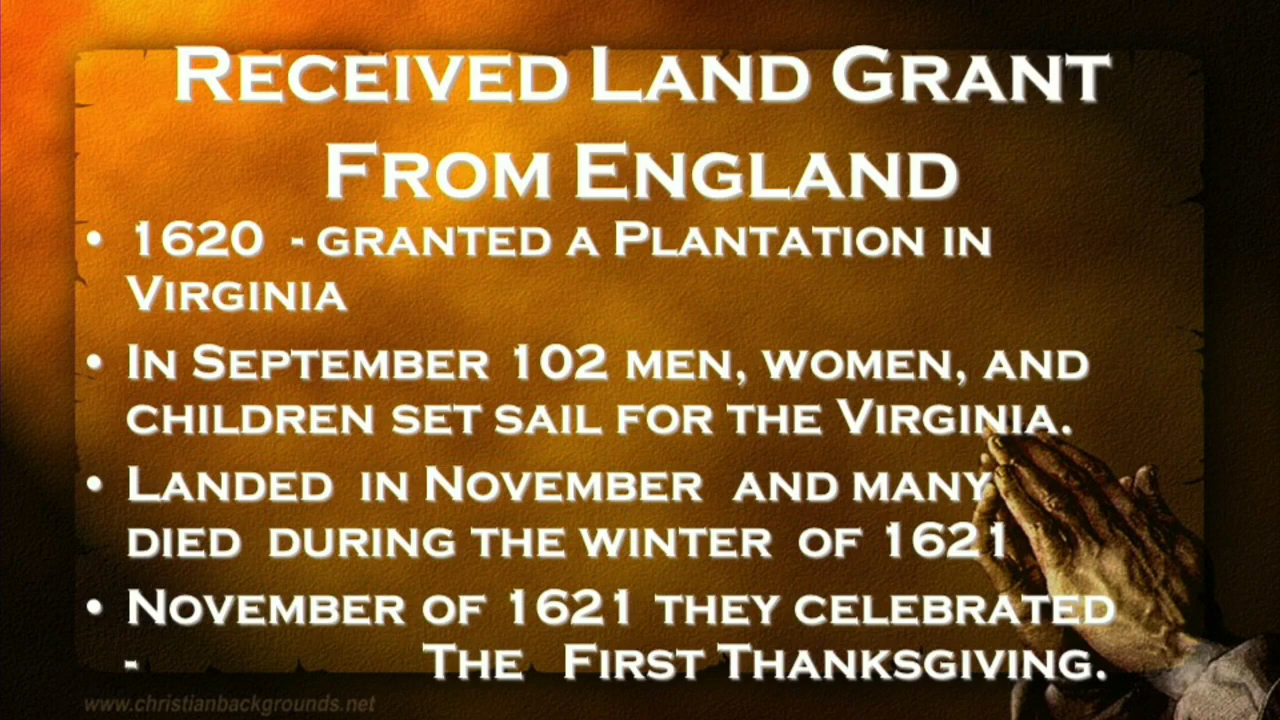 Received Land Grant
From England
• 1620 - granted a Plantation in
Virginia
• In September 102 men, women, and
children set sail for the Virginia.
• Landed in November and many
died during the winter of 1621
• November of 1621 they celebrated
- The First Thanksgiving.
www.christianbackgrounds.net